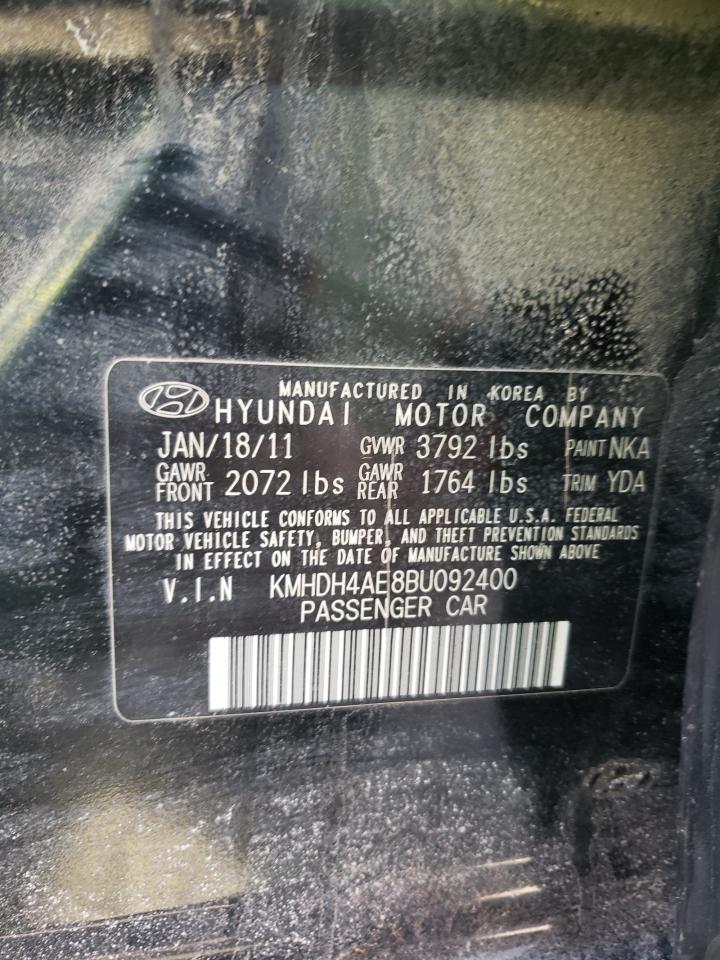 MANUFACTURED IN KOREA BY
HYUNDAI MOTOR COMPANY
JAN/18/11 GVWR 3792 lbs PAINT NKA
GAWR FRONT 2072 lbs GAWR REAR 1764 lbs TRIM YDA
THIS VEHICLE CONFORMS TO ALL APPLICABLE U.S.A. FEDERAL
MOTOR VEHICLE SAFETY, BUMPER, AND THEFT PREVENTION STANDARDS
IN EFFECT ON THE DATE OF MANUFACTURE SHOWN ABOVE
V.I.N KMHDH4AE8BU092400
PASSENGER CAR